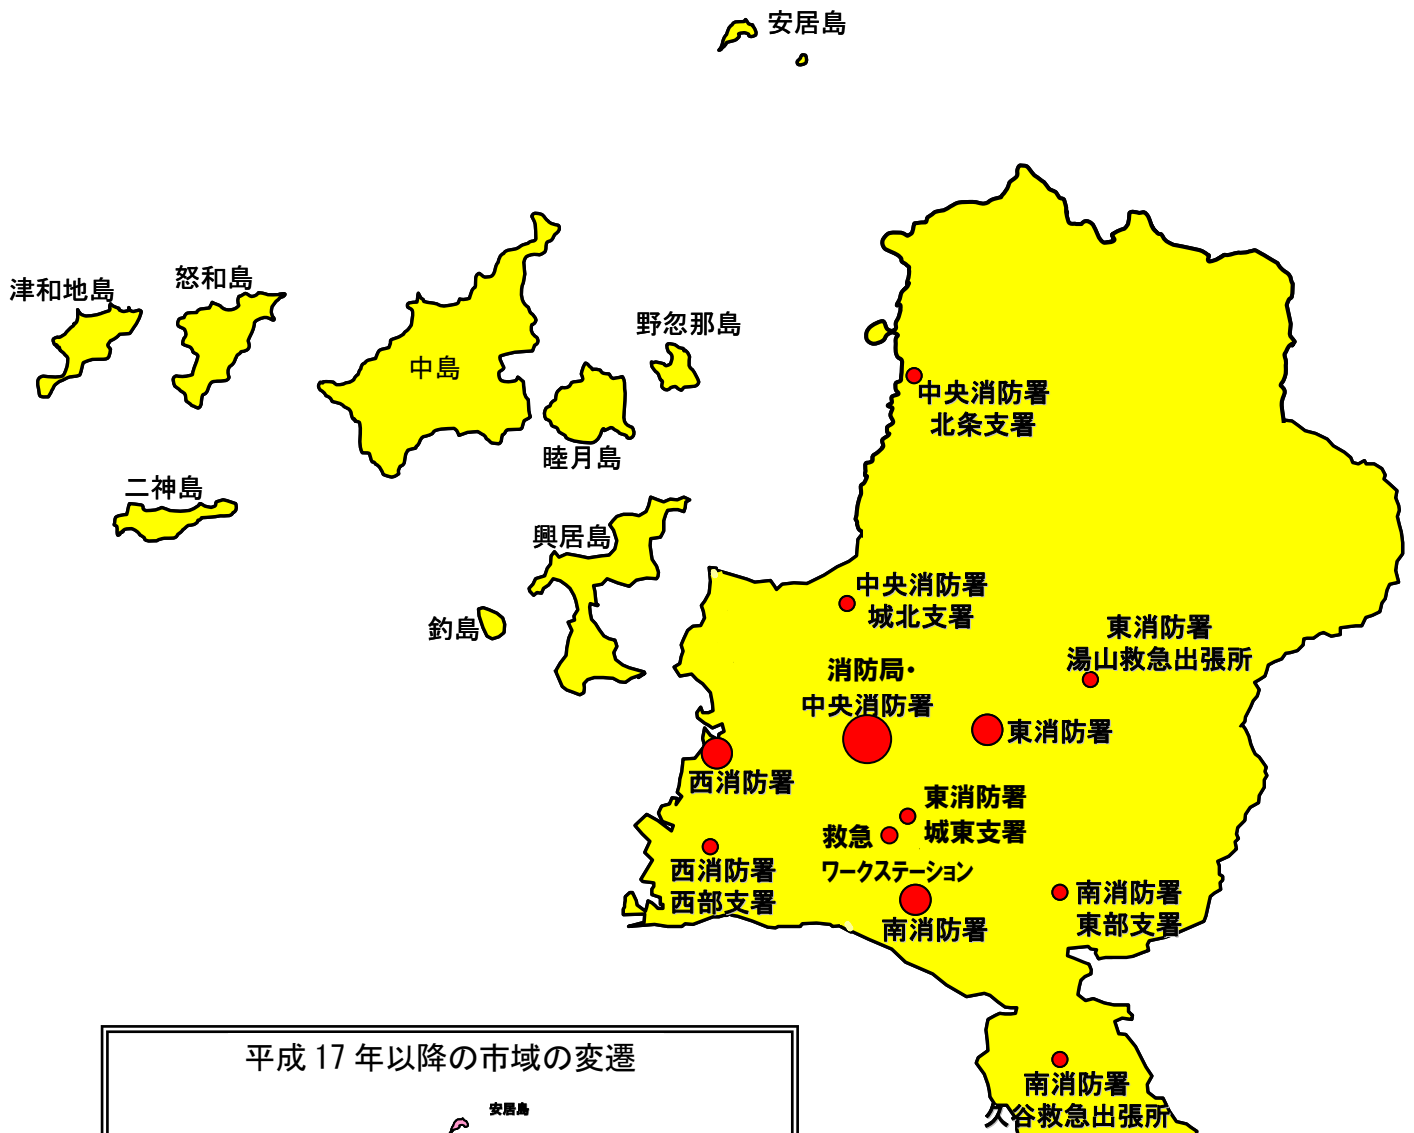 安居島
津和地島
怒和島
野忽那島
中島
中央消防署
北条支署
睦月島
二神島
興居島
中央消防署
城北支署
釣島
東消防署
湯山救急出張所
消防局・
中央消防署
東消防署
西消防署
東消防署
城東支署
救急
ワークステーション
西消防署
西部支署
南消防署
東部支署
南消防署
平成17年以降の市域の変遷
南消防署
久谷救急出張所
安居島